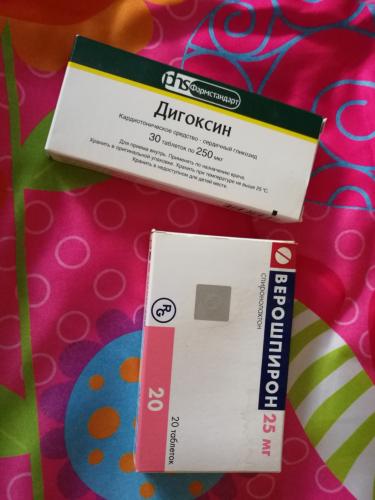 phs Фармстандарт
Дигоксин
Кардиотоническое средство - сердечный гликозид
30 таблеток по 250 мкг
Для приема внутрь. Применять по назначению врача.
Хранить в оригинальной упаковке. Хранить при температуре не выше 25 °C.
Хранить в недоступном для детей месте.
ВЕРОШПИРОН 25 мг
спиронолактон
RG
20
20 таблеток